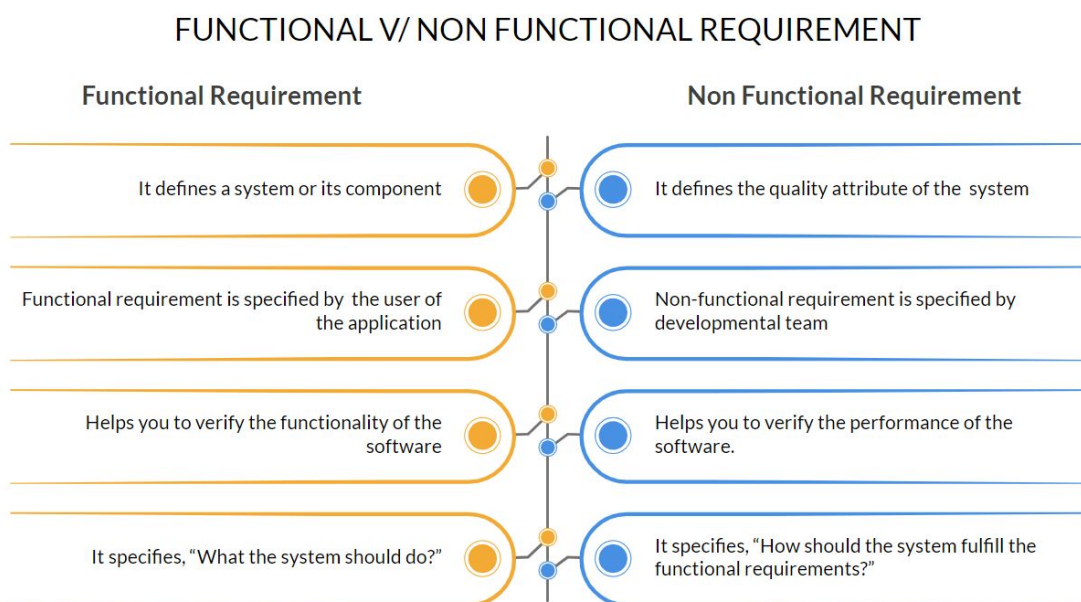 FUNCTIONAL V/ NON FUNCTIONAL REQUIREMENT
Functional Requirement
Non Functional Requirement
It defines a system or its component
It defines the quality attribute of the system
Functional requirement is specified by the user of
the application
Non-functional requirement is specified by
developmental team
Helps you to verify the functionality of the
software
Helps you to verify the performance of the
software.
It specifies, “What the system should do?”
It specifies, “How should the system fulfill the
functional requirements?”